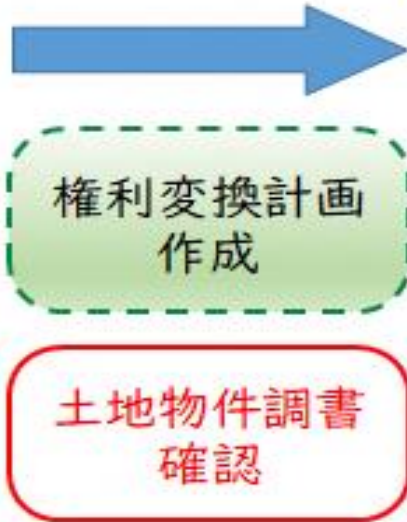 権利変換計画
作成
土地物件調書
確認